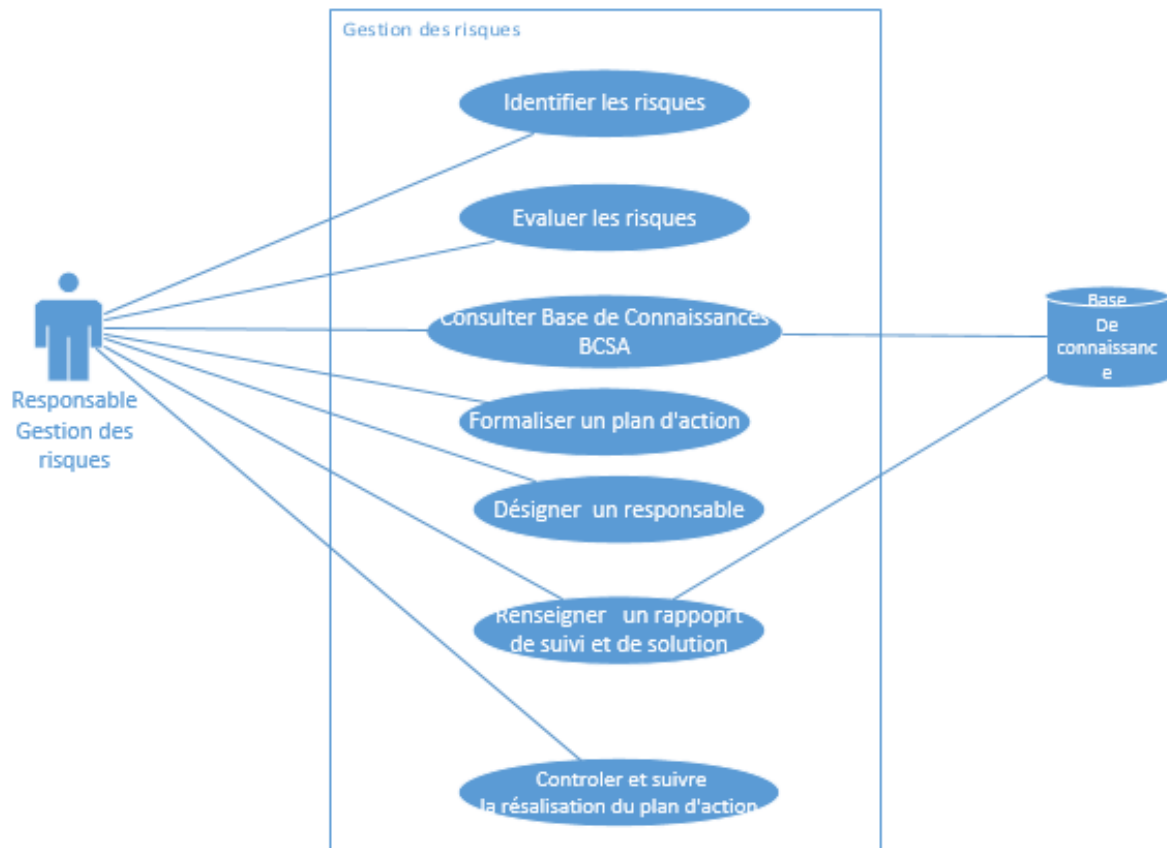 Gestion des risques
Identifier les risques
Evaluer les risques
Consulter Base de Connaissances
BCSA
Formaliser un plan d'action
Désigner un responsable
Renseigner un rappoprt
de suivi et de solution
Controler et suivre
la résalisation du plan d'action
Responsable
Gestion des
risques
Base
De
connaissanc
e